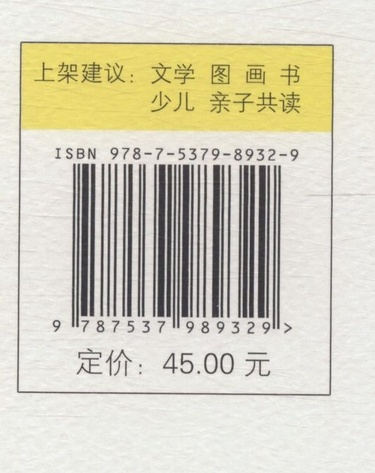 上架建议：文学 图 画 书
少儿 亲子共读
ISBN 978-7-5379-8932-9
9 787537 989329 >
定价：45.00 元